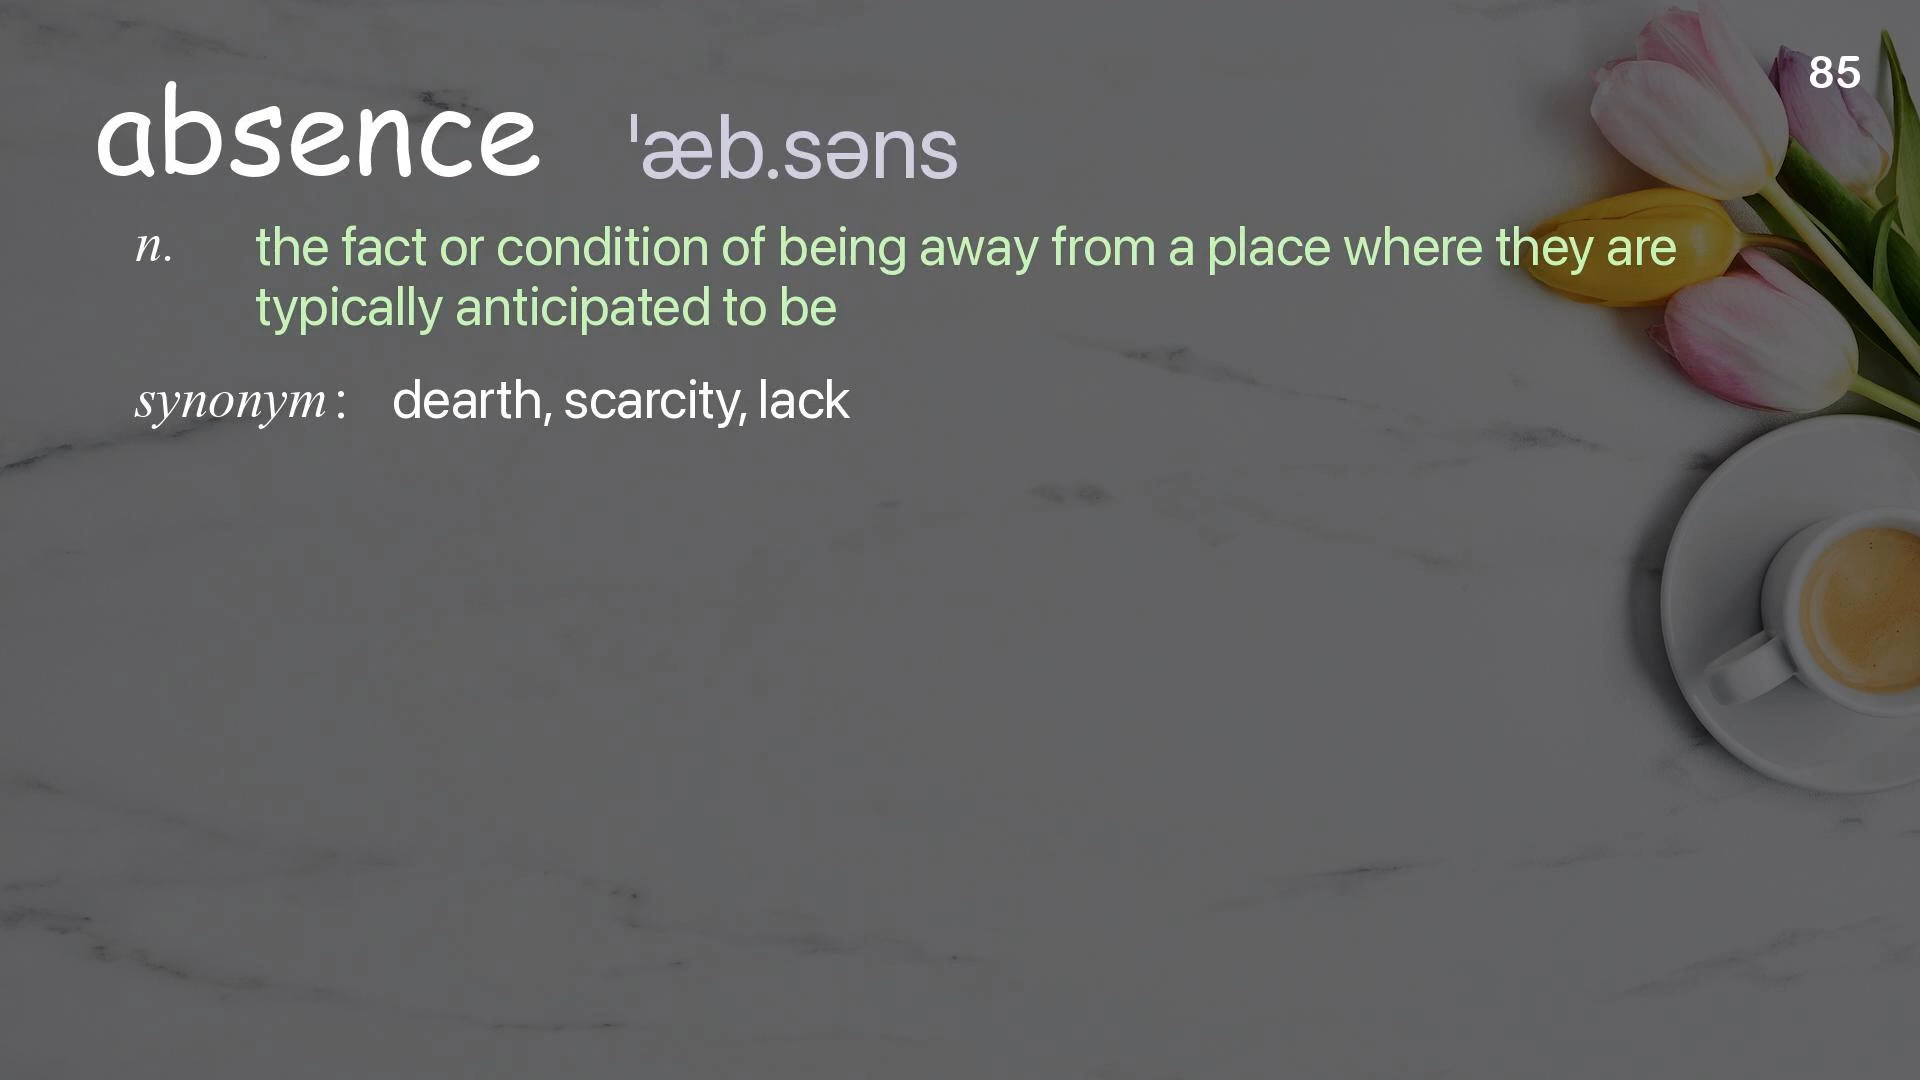 85
absence ˈæb.səns
n. the fact or condition of being away from a place where they are
typically anticipated to be
synonym: dearth, scarcity, lack